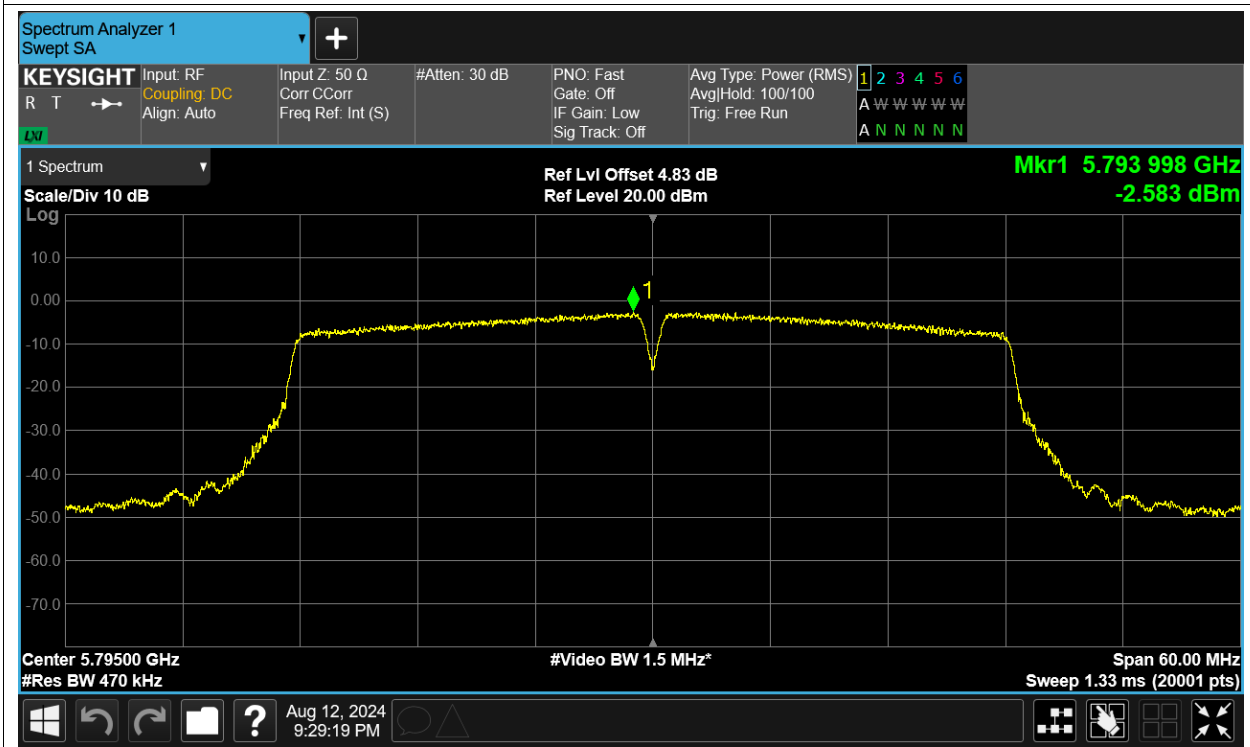 Spectrum Analyzer 1
Swept SA
+
KEYSIGHT
R T
LXI
Input: RF
Coupling: DC
Align: Auto
Input Z: 50 Ω
Corr CCorr
Freq Ref: Int (S)
#Atten: 30 dB
PNO: Fast
Gate: Off
IF Gain: Low
Sig Track: Off
Avg Type: Power (RMS)
Avg|Hold: 100/100
Trig: Free Run
1 2 3 4 5 6
A W W W W W
A N N N N N
1 Spectrum
Scale/Div 10 dB
Ref Lvl Offset 4.83 dB
Ref Level 20.00 dBm
Mkr1 5.793 998 GHz
-2.583 dBm
Log
10.0
0.00
-10.0
-20.0
-30.0
-40.0
-50.0
-60.0
-70.0
1
Center 5.79500 GHz
#Res BW 470 kHz
#Video BW 1.5 MHz*
Span 60.00 MHz
Sweep 1.33 ms (20001 pts)
?
Aug 12, 2024
9:29:19 PM